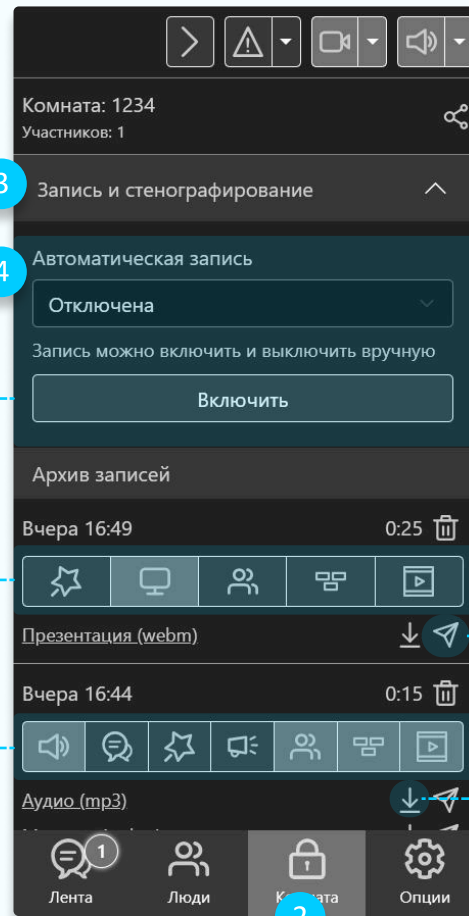 Комната: 1234
Участников: 1
3
Запись и стенографирование
4
Автоматическая запись
Отключена
Запись можно включить и выключить вручную
Включить
Архив записей
Вчера 16:49
0:25
Презентация (webm)
Вчера 16:44
0:15
Аудио (mp3)
1
Лента
Люди
Опции
2